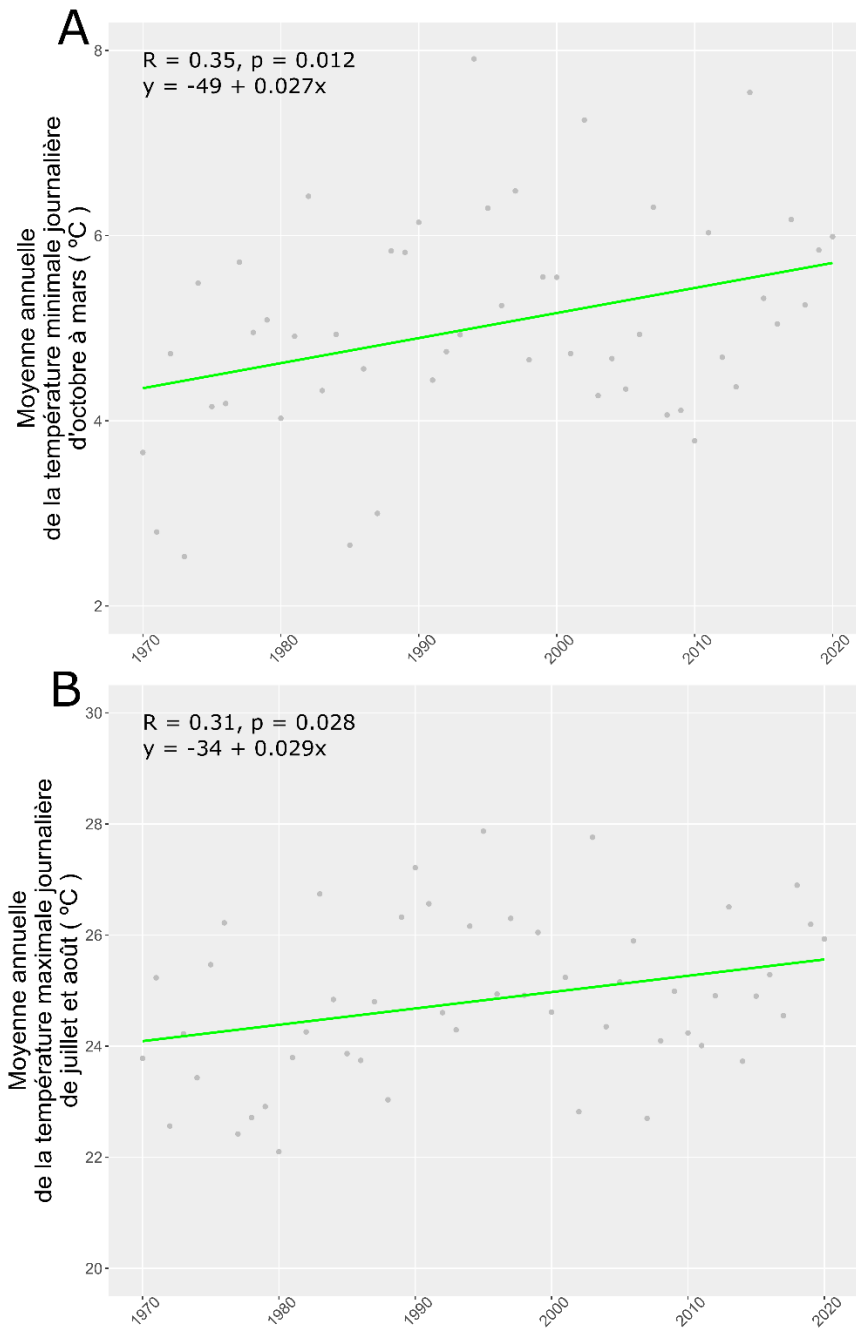 A
R = 0.35, p = 0.012
y = -49 + 0.027x
Moyenne annuelle
de la température minimale journalière
d'octobre à mars ( ºC )
8
6
4
2
1970
1980
1990
2000
2010
2020
B
R = 0.31, p = 0.028
y = -34 + 0.029x
Moyenne annuelle
de la température maximale journalière
de juillet et août ( ºC )
30
28
26
24
22
20
1970
1980
1990
2000
2010
2020